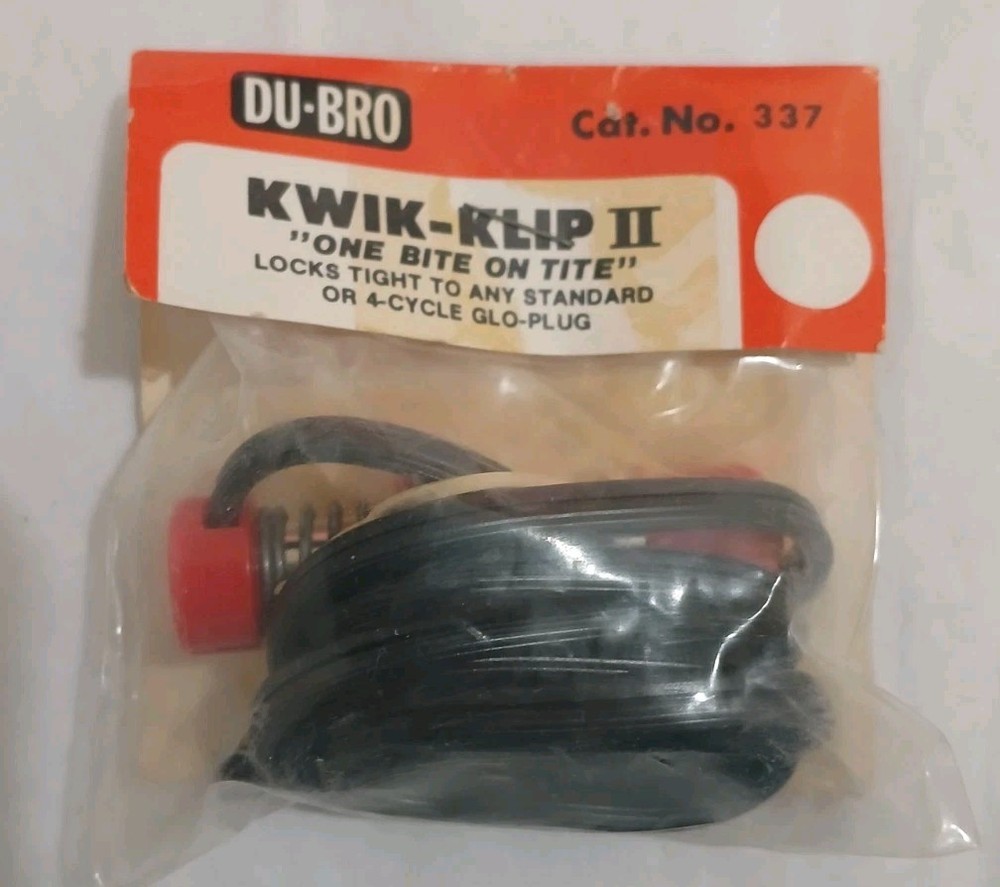 DU-BRO
Cat. No. 337
KWIK-KLIP II
"ONE BITE ON TITE"
LOCKS TIGHT TO ANY STANDARD
OR 4-CYCLE GLO-PLUG